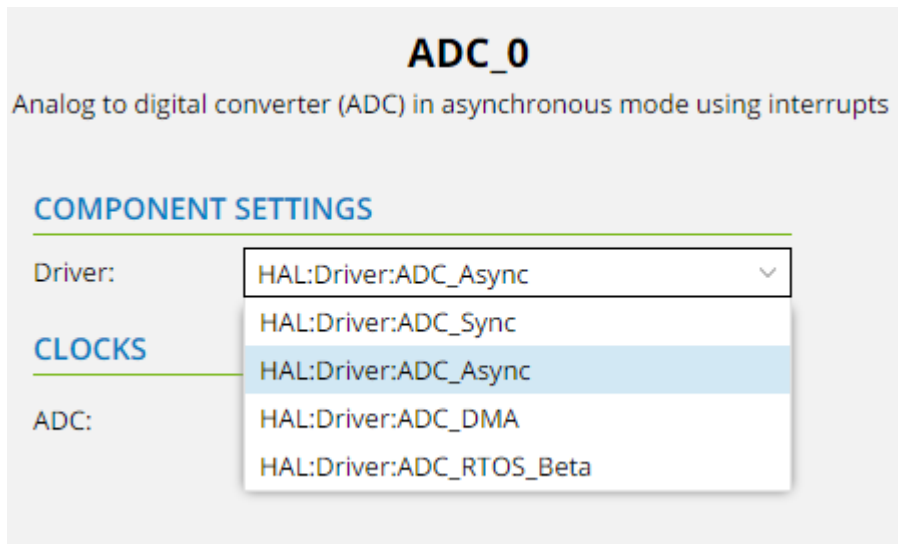 ADC_0
Analog to digital converter (ADC) in asynchronous mode using interrupts
COMPONENT SETTINGS
Driver:
HAL:Driver:ADC_Async
HAL:Driver:ADC_Sync
CLOCKS
HAL:Driver:ADC_Async
ADC:
HAL:Driver:ADC_DMA
HAL:Driver:ADC_RTOS_Beta